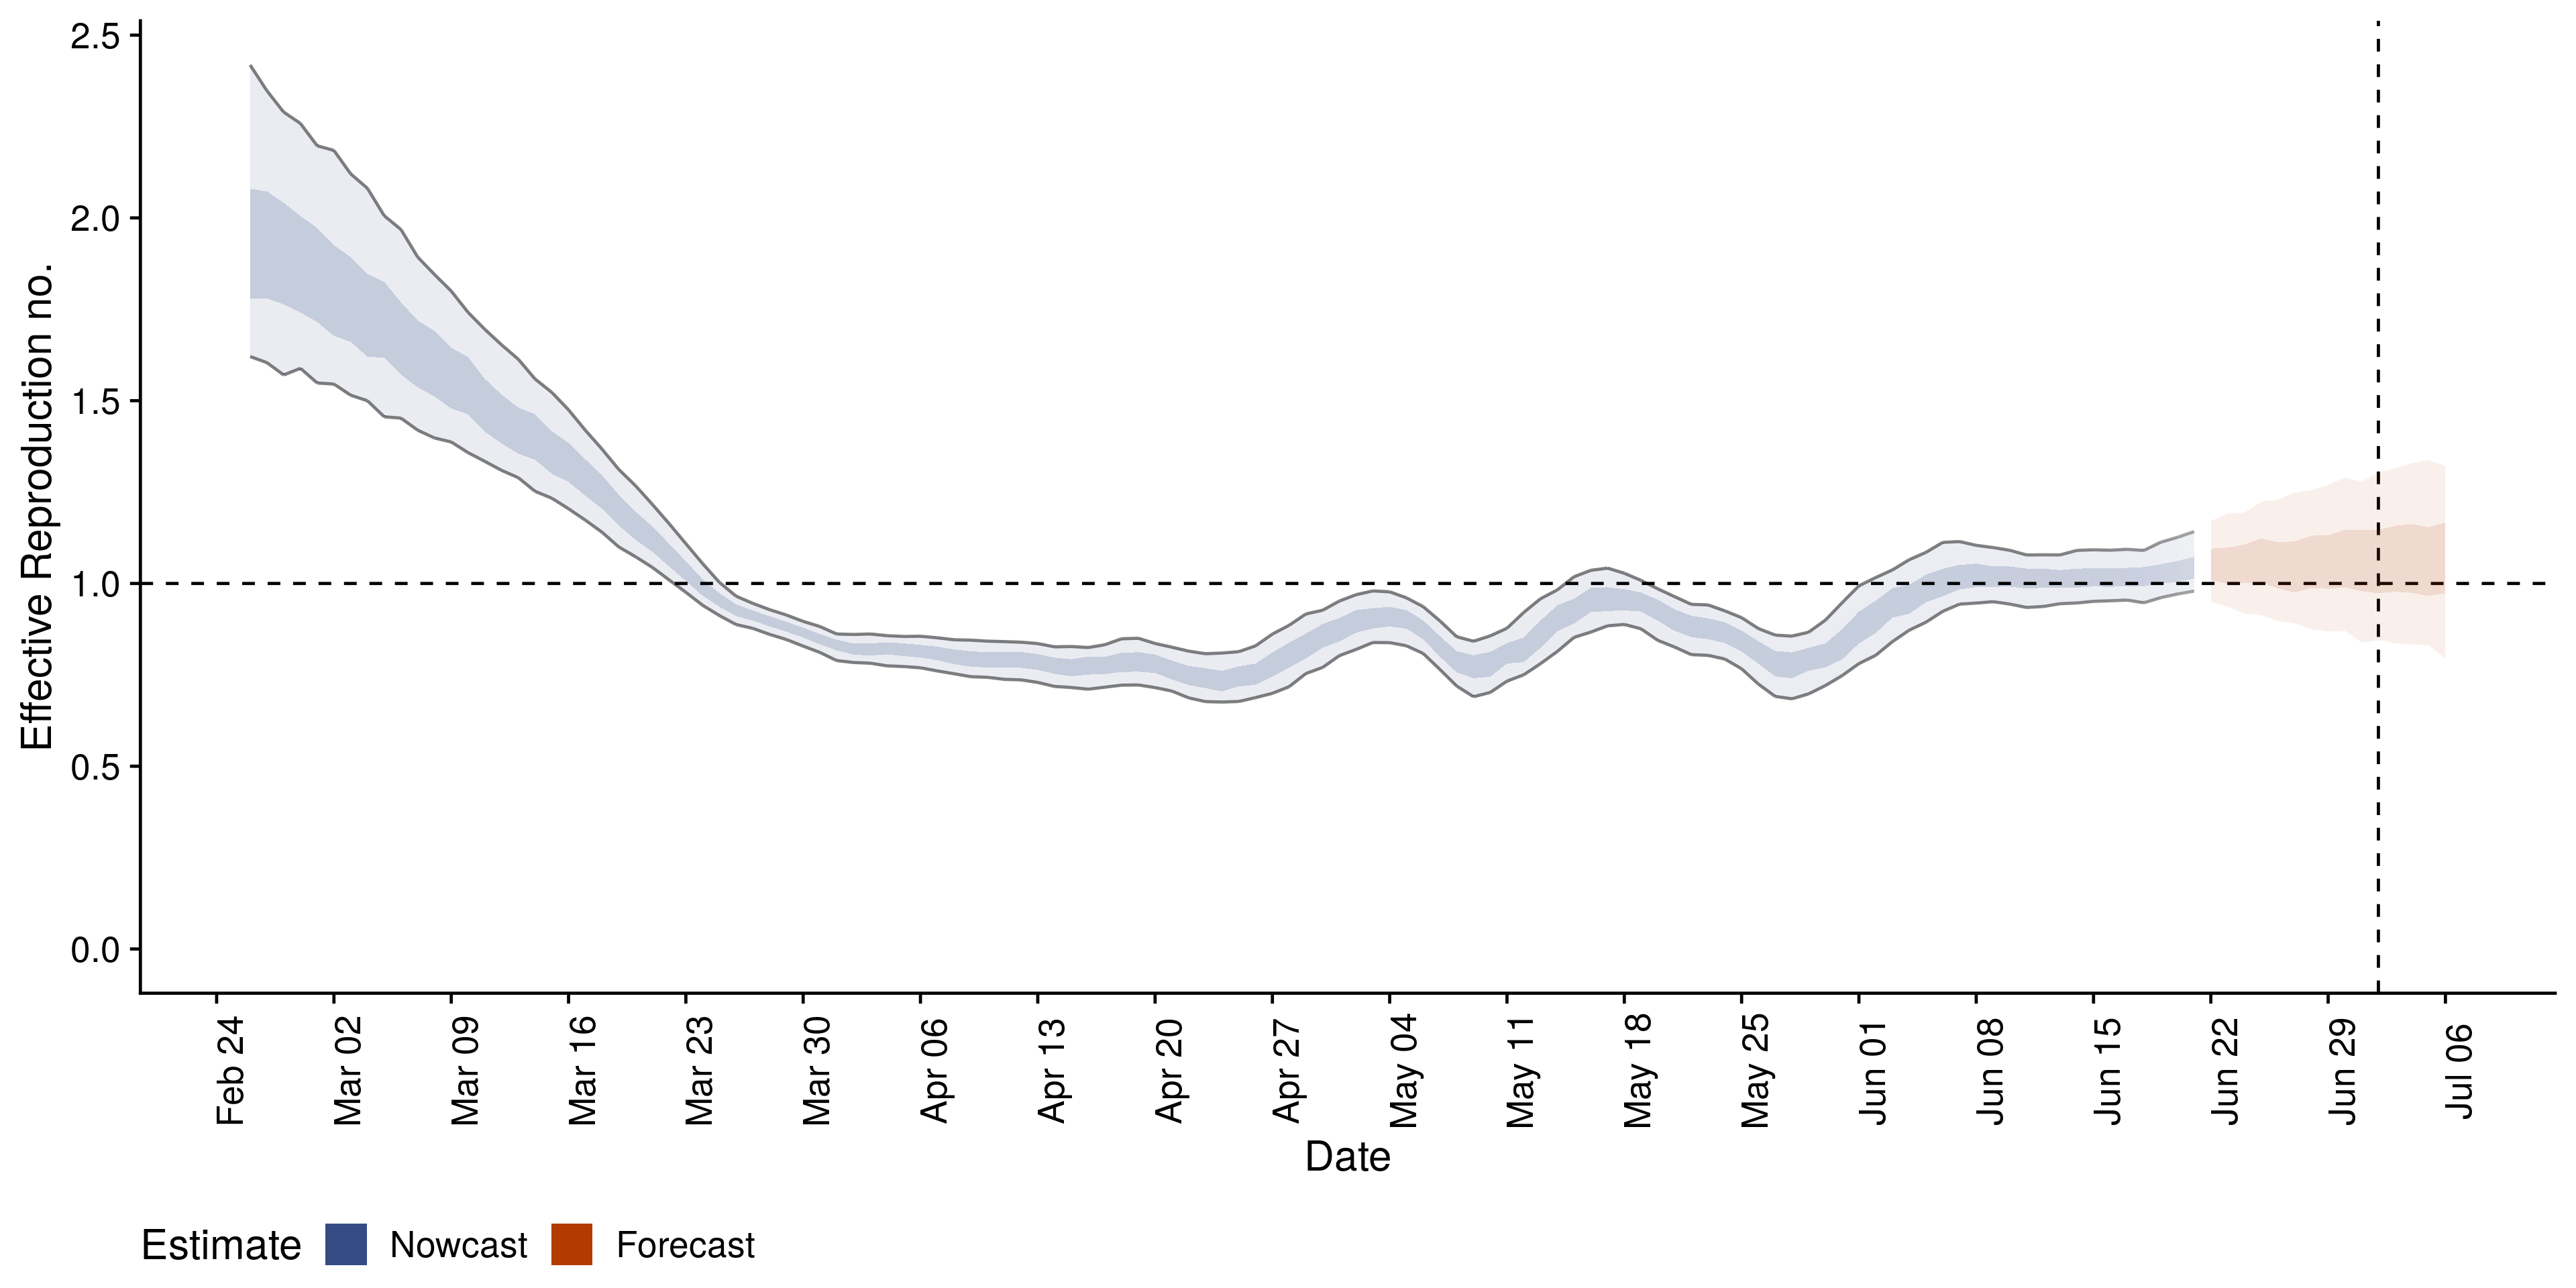 Effective Reproduction no.
2.5
2.0
1.5
1.0
0.5
0.0
Feb 24
Mar 02
Mar 09
Mar 16
Mar 23
Mar 30
Apr 06
Apr 13
Apr 20
Apr 27
May 04
May 11
May 18
May 25
Jun 01
Jun 08
Jun 15
Jun 22
Jun 29
Jul 06
Date
Estimate Nowcast Forecast